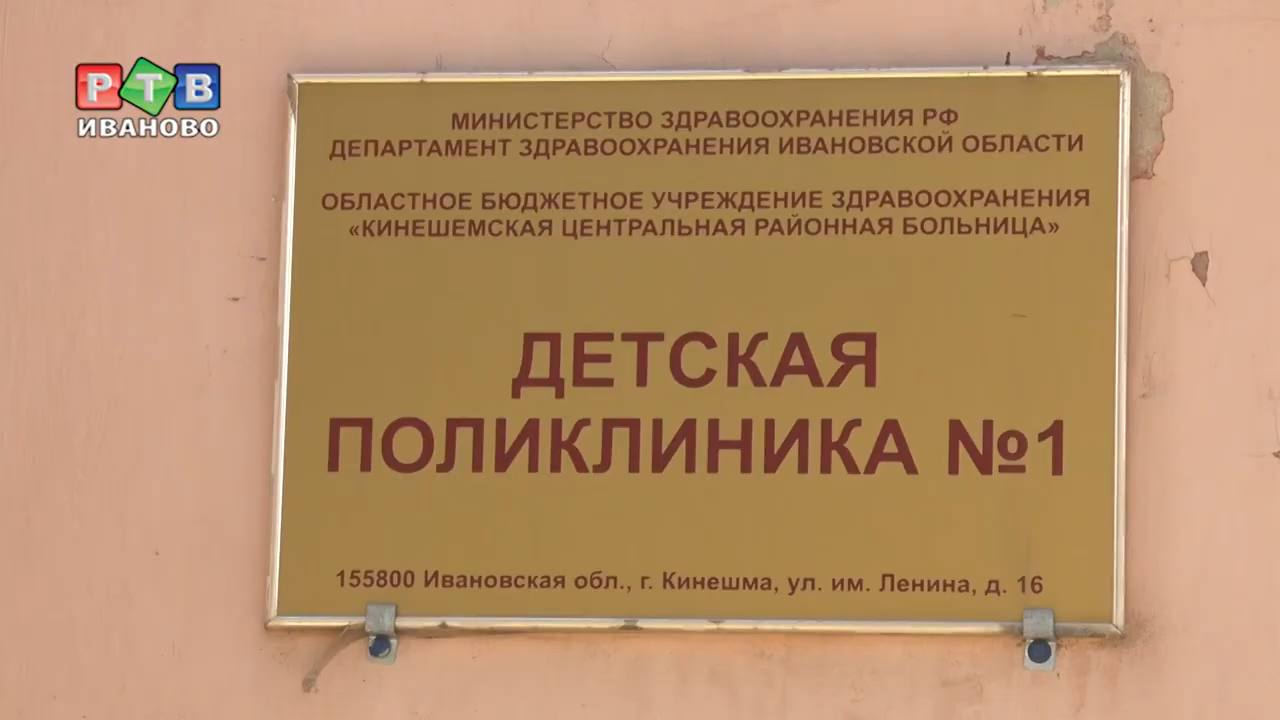 РТВ
ИВАНОВО
МИНИСТЕРСТВО ЗДРАВООХРАНЕНИЯ РФ
ДЕПАРТАМЕНТ ЗДРАВООХРАНЕНИЯ ИВАНОВСКОЙ ОБЛАСТИ
ОБЛАСТНОЕ БЮДЖЕТНОЕ УЧРЕЖДЕНИЕ ЗДРАВООХРАНЕНИЯ
«КИНЕШЕМСКАЯ ЦЕНТРАЛЬНАЯ РАЙОННАЯ БОЛЬНИЦА»
ДЕТСКАЯ
ПОЛИКЛИНИКА №1
155800 Ивановская обл., г. Кинешма, ул. им. Ленина, д. 16